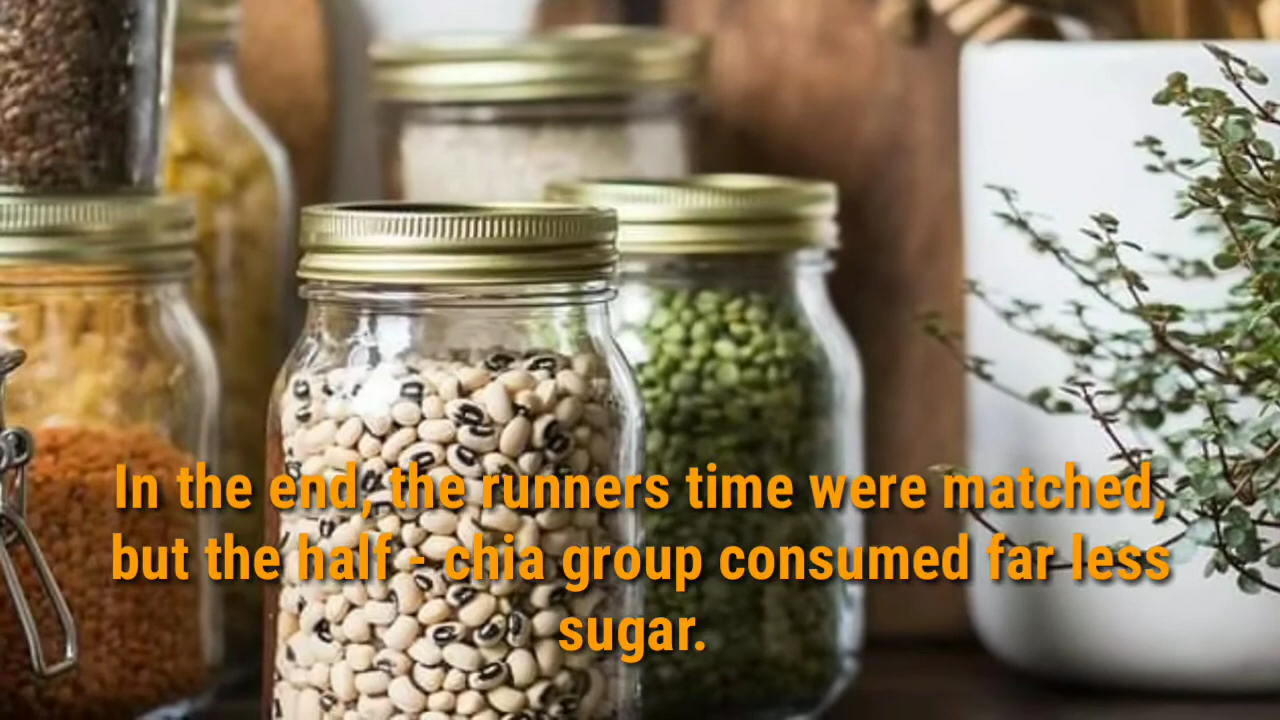 In the end, the runners time were matched,
but the half - chia group consumed far less
sugar.